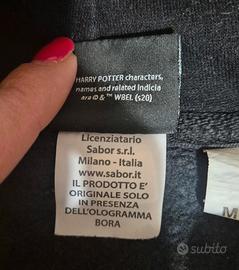 HARRY POTTER characters,
names and related indicia
are © & ™ WBEI. (s20)
Licenziatario
Sabor s.r.l.
Milano - Italia
www.sabor.it
IL PRODOTTO E'
ORIGINALE SOLO
IN PRESENZA
DELL'OLOGRAMMA
BORA
M
subito